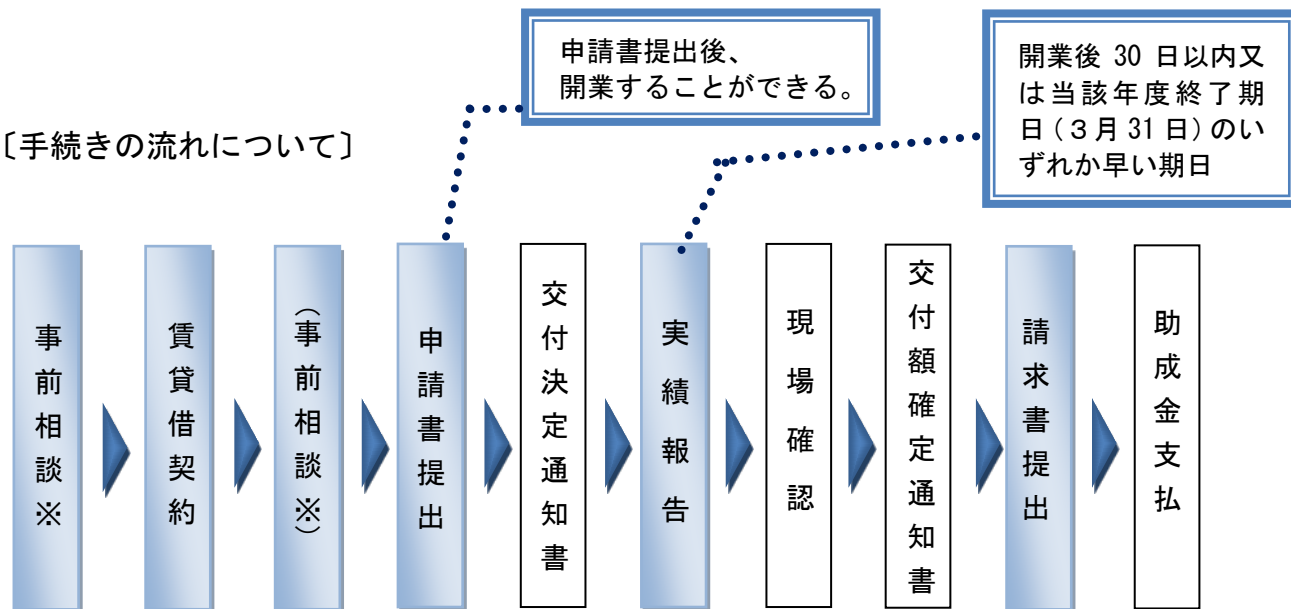 申請書提出後、
開業することができる。
開業後 30 日以内又
は当該年度終了期
日(3月 31 日)のい
ずれか早い期日
〔手続きの流れについて〕
事前相談※
賃貸借契約
(事前相談※)
申請書提出
交付決定通知書
実績報告
現場確認
交付額確定通知書
請求書提出
助成金支払